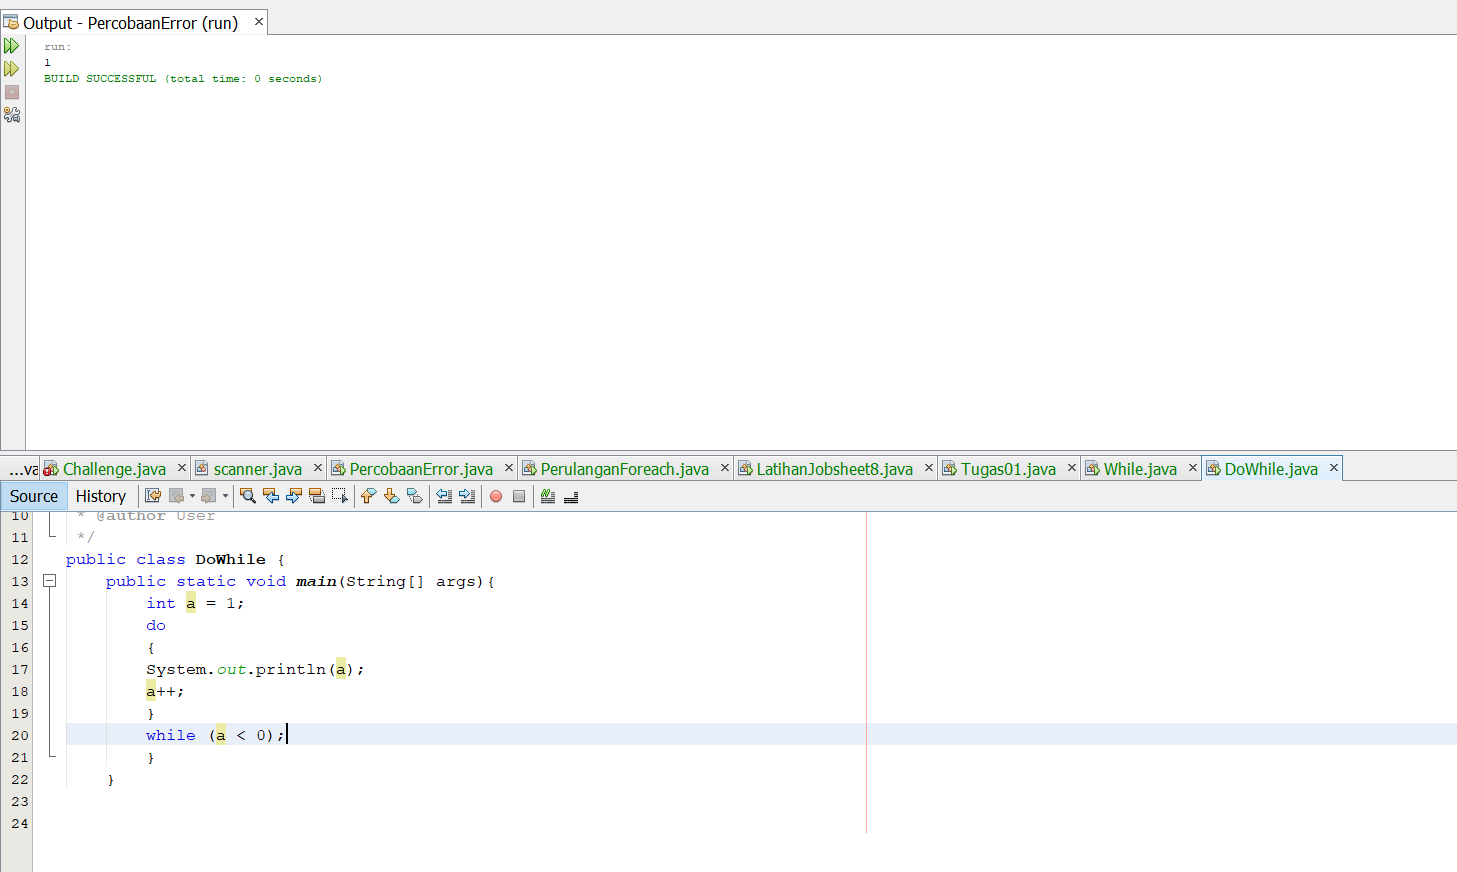 Output - PercobaanError (run)
run:
1
BUILD SUCCESSFUL (total time: 0 seconds)
...va Challenge.java scanner.java PercobaanError.java PerulanganForeach.java LatihanJobsheet8.java Tugas01.java While.java DoWhile.java
Source History
10 * @author User
11 */
12 public class DoWhile {
13 public static void main(String[] args){
14 int a = 1;
15 do
16 {
17 System.out.println(a);
18 a++;
19 }
20 while (a < 0);
21 }
22 }
23
24